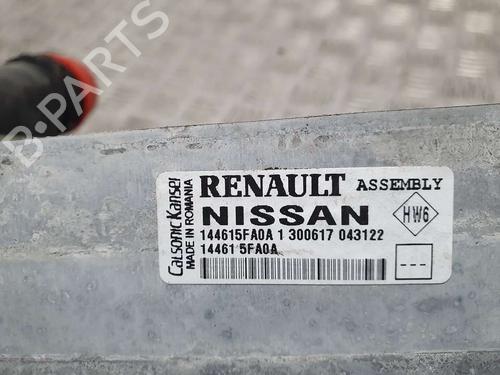 Calsonic Kansei
MADE IN ROMANIA
RENAULT ASSEMBLY
NISSAN
HW6
144615FA0A 1 300617 043122
14461 5FA0A
B-PARTS